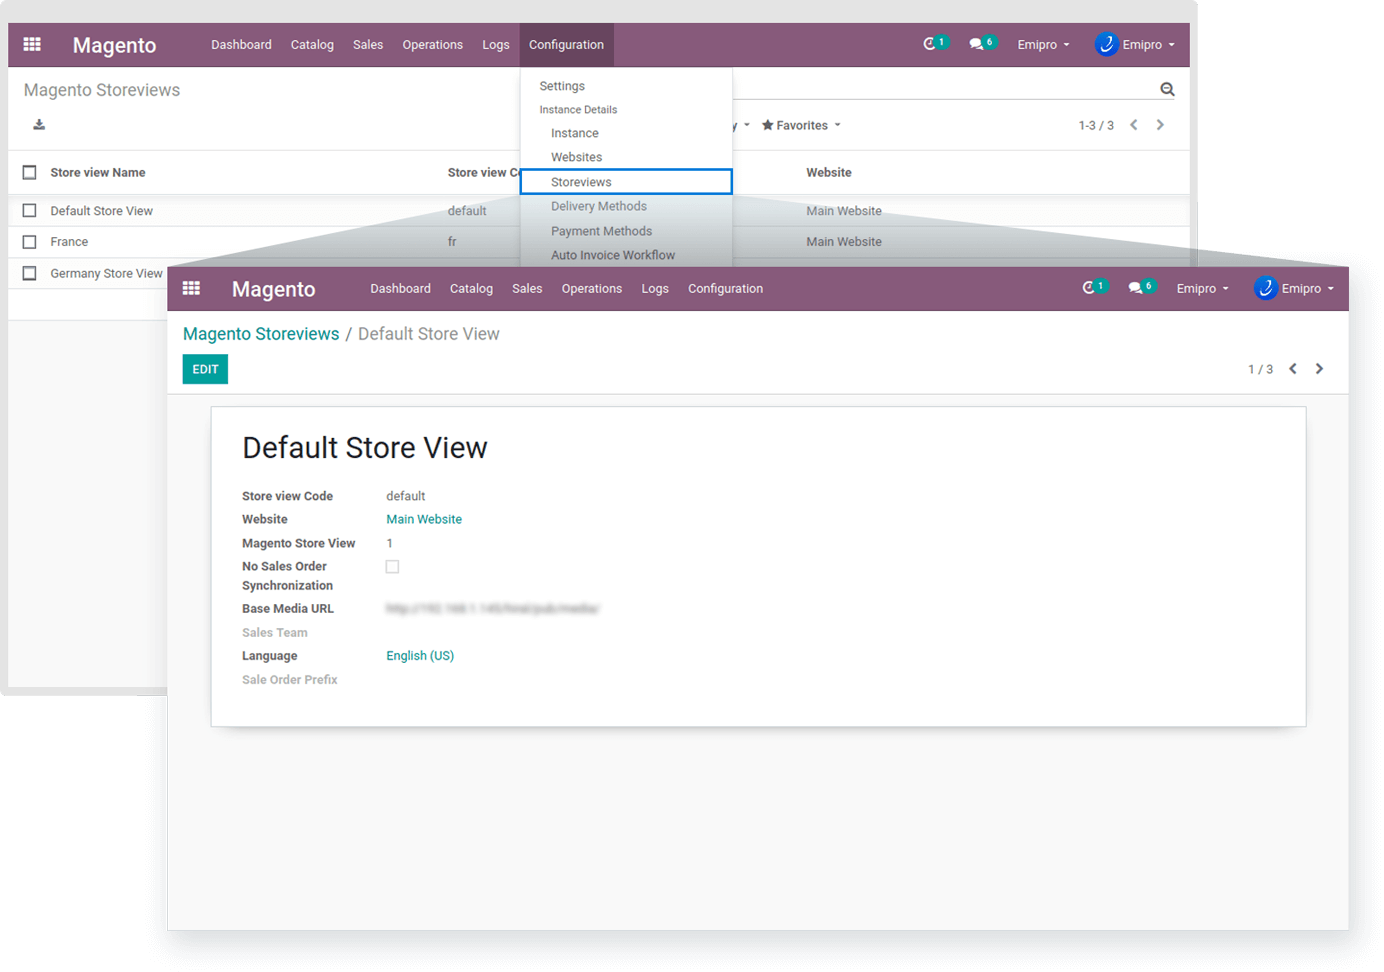 Magento Dashboard Catalog Sales Operations Logs Configuration 1 6 Emipro Emipro
Magento Storeviews
Settings
Instance Details
Instance
Websites
Storeviews
Delivery Methods
Payment Methods
Auto Invoice Workflow
Favorites 1-3 / 3
Store view Name Store view Website
Default Store View default Main Website
France fr Main Website
Germany Store View
Magento Dashboard Catalog Sales Operations Logs Configuration 1 6 Emipro Emipro
Magento Storeviews / Default Store View
EDIT 1 / 3
Default Store View
Store view Code default
Website Main Website
Magento Store View 1
No Sales Order
Synchronization
Base Media URL
Sales Team
Language English (US)
Sale Order Prefix